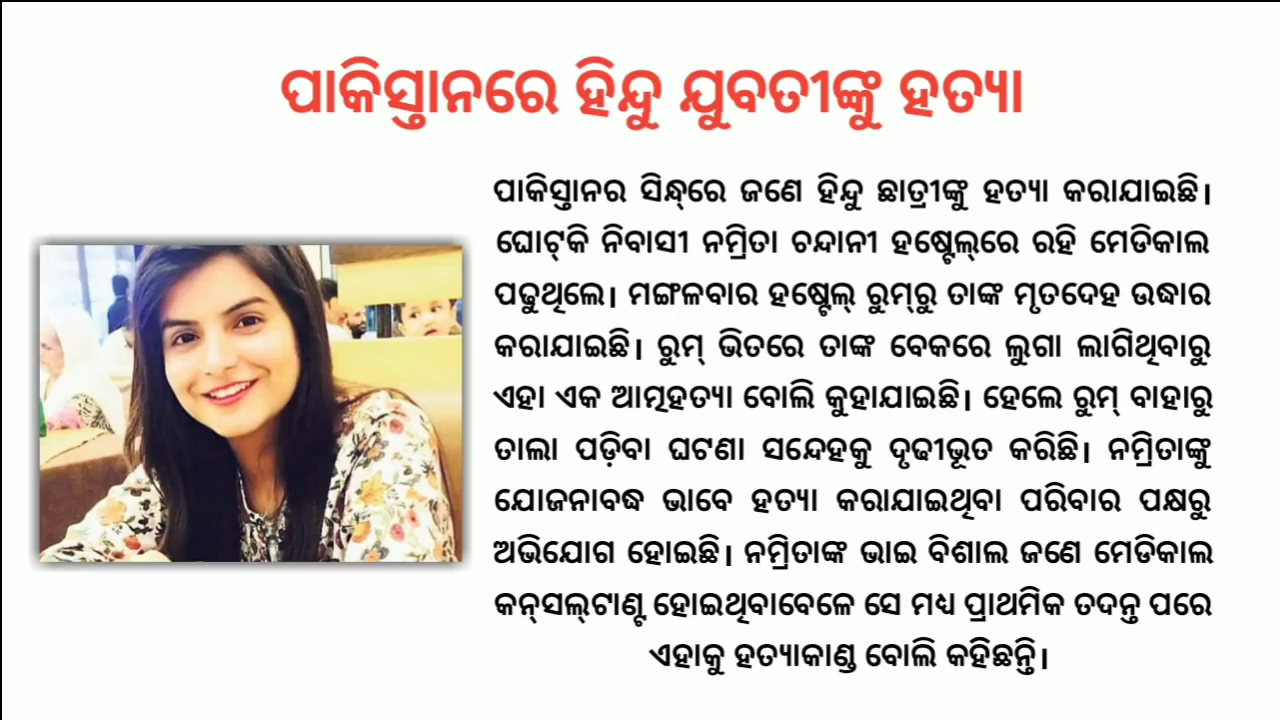 ପାକିସ୍ତାନରେ ହିନ୍ଦୁ ଯୁବତୀଙ୍କୁ ହତ୍ୟା
ପାକିସ୍ତାନର ସିନ୍ଧ୍‌ରେ ଜଣେ ହିନ୍ଦୁ ଛାତ୍ରୀଙ୍କୁ ହତ୍ୟା କରାଯାଇଛି।
ଘୋଟ୍‌କି ନିବାସୀ ନମ୍ରିତା ଚନ୍ଦାନୀ ହଷ୍ଟେଲ୍‌ରେ ରହି ମେଡିକାଲ
ପଢୁଥିଲେ। ମଙ୍ଗଳବାର ହଷ୍ଟେଲ୍ ରୁମ୍‌ରୁ ତାଙ୍କ ମୃତଦେହ ଉଦ୍ଧାର
କରାଯାଇଛି। ରୁମ୍ ଭିତରେ ତାଙ୍କ ବେକରେ ଲୁଗା ଲାଗିଥିବାରୁ
ଏହା ଏକ ଆତ୍ମହତ୍ୟା ବୋଲି କୁହାଯାଇଛି। ହେଲେ ରୁମ୍ ବାହାରୁ
ତାଲା ପଡ଼ିବା ଘଟଣା ସନ୍ଦେହକୁ ଦୃଢୀଭୂତ କରିଛି। ନମ୍ରିତାଙ୍କୁ
ଯୋଜନାବଦ୍ଧ ଭାବେ ହତ୍ୟା କରାଯାଇଥିବା ପରିବାର ପକ୍ଷରୁ
ଅଭିଯୋଗ ହୋଇଛି। ନମ୍ରିତାଙ୍କ ଭାଇ ବିଶାଲ ଜଣେ ମେଡିକାଲ
କନ୍‌ସଲ୍‌ଟାଣ୍ଟ ହୋଇଥିବାବେଳେ ସେ ମଧ୍ୟ ପ୍ରାଥମିକ ତଦନ୍ତ ପରେ
ଏହାକୁ ହତ୍ୟାକାଣ୍ଡ ବୋଲି କହିଛନ୍ତି।